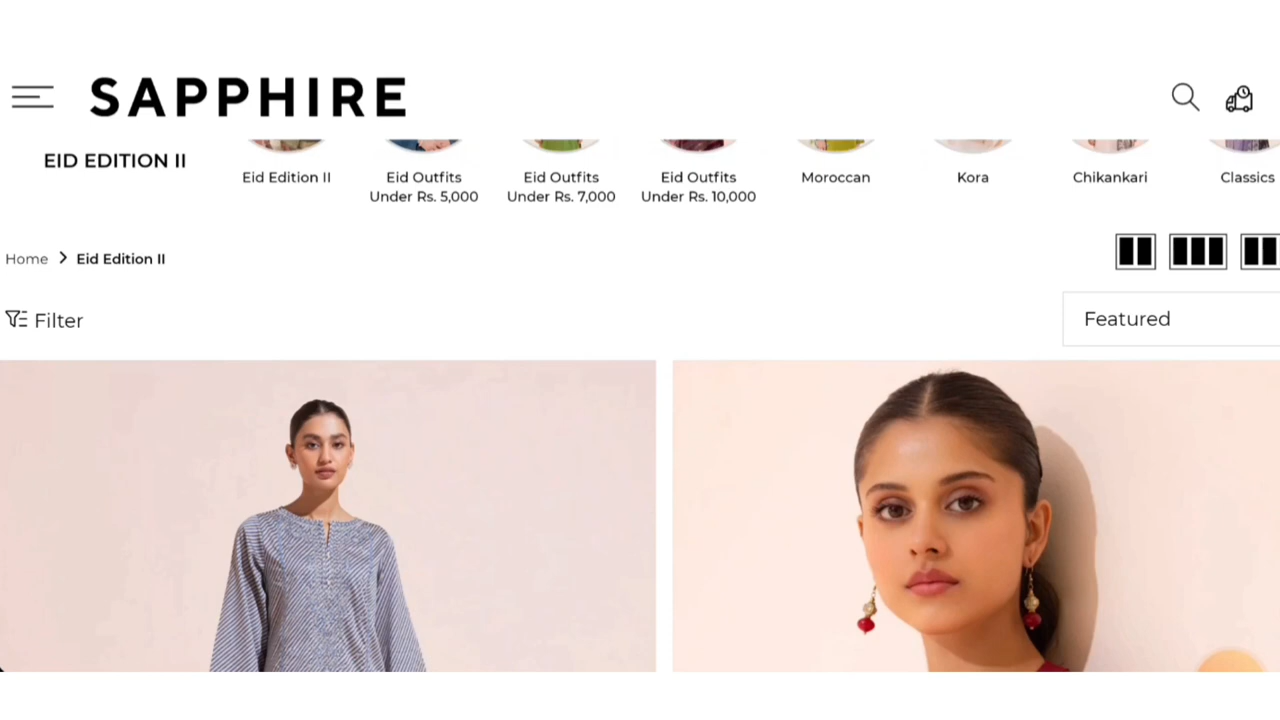 SAPPHIRE
EID EDITION II
Eid Edition II
Eid Outfits
Under Rs. 5,000
Eid Outfits
Under Rs. 7,000
Eid Outfits
Under Rs. 10,000
Moroccan
Kora
Chikankari
Classics
Home > Eid Edition II
Filter
Featured